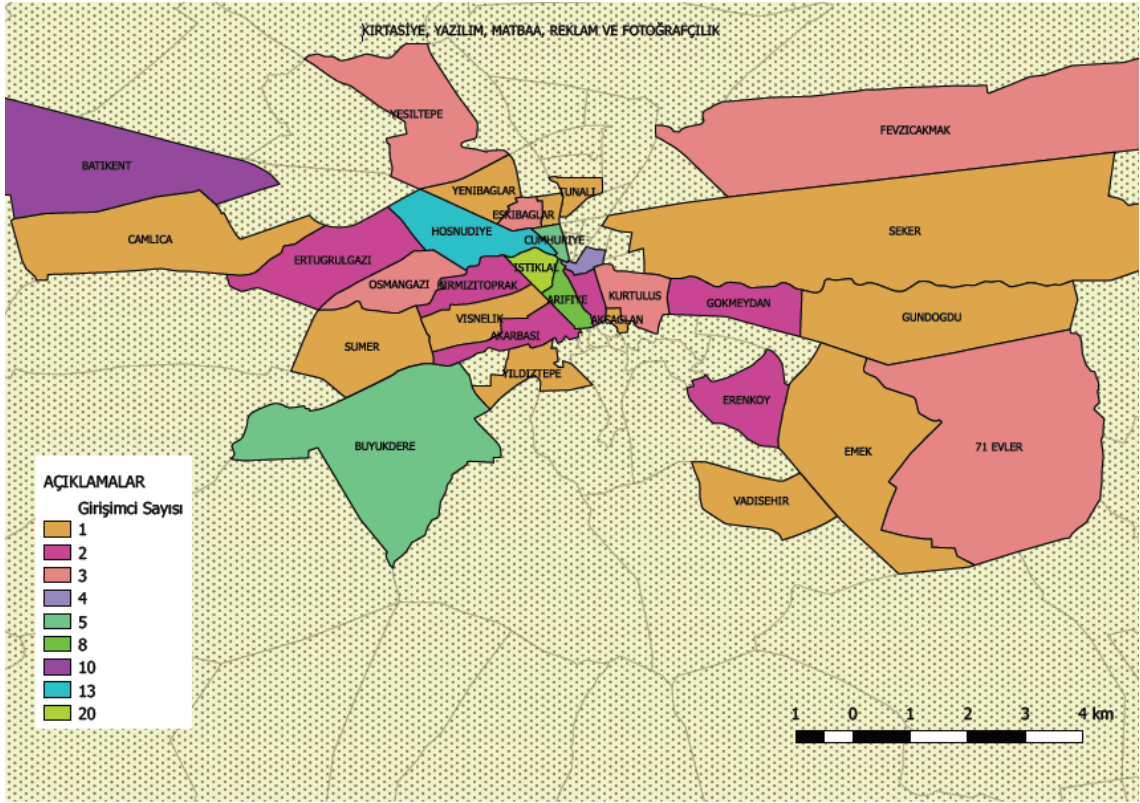 KIRTASİYE, YAZILIM, MATBAA, REKLAM VE FOTOĞRAFÇILIK
YESILTEPE
FEVZICAKMAK
BATIKENT
YENIBAGLAR
TUNALI
ESKIBAGLAR
CAMLICA
HOSNUDIYE
CUMHURIYE
SEKER
ERTUGRULGAZI
ISTIKLAL
OSMANGAZI
KIRMIZITOPRAK
ARIFIYE
KURTULUS
GOKMEYDAN
VISNELIK
AKCAGLAN
GUNDOGDU
AKARBASI
SUMER
YILDIZTEPE
ERENKOY
BUYUKDERE
EMEK
71 EVLER
VADISEHIR
AÇIKLAMALAR
Girişimci Sayısı
1
2
3
4
5
8
10
13
20
1 0 1 2 3 4 km